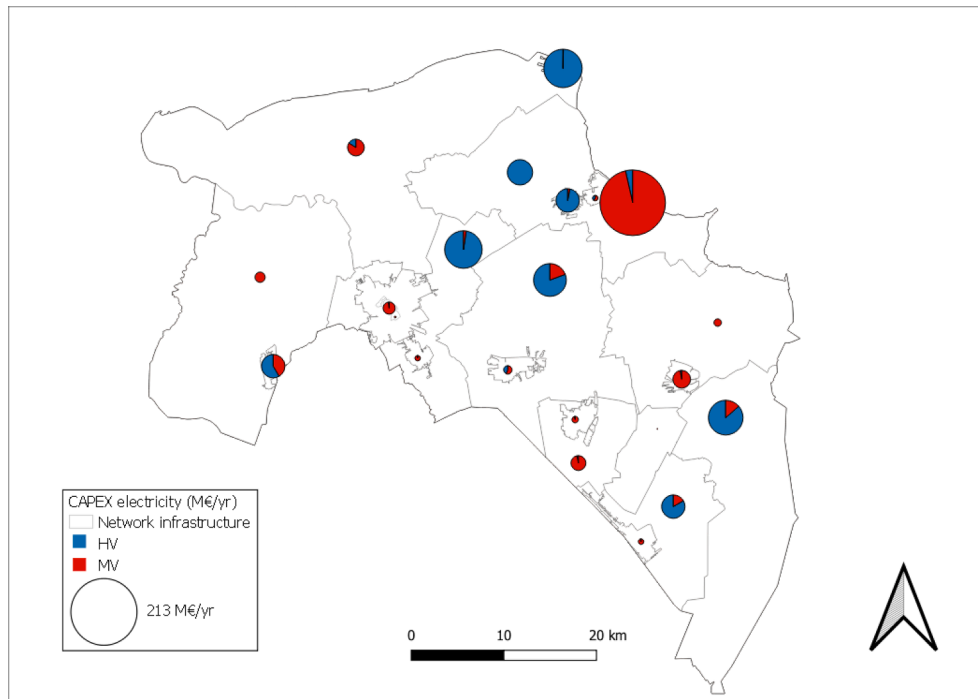 CAPEX electricity (M€/yr)
Network infrastructure
HV
MV
213 M€/yr
0 10 20 km